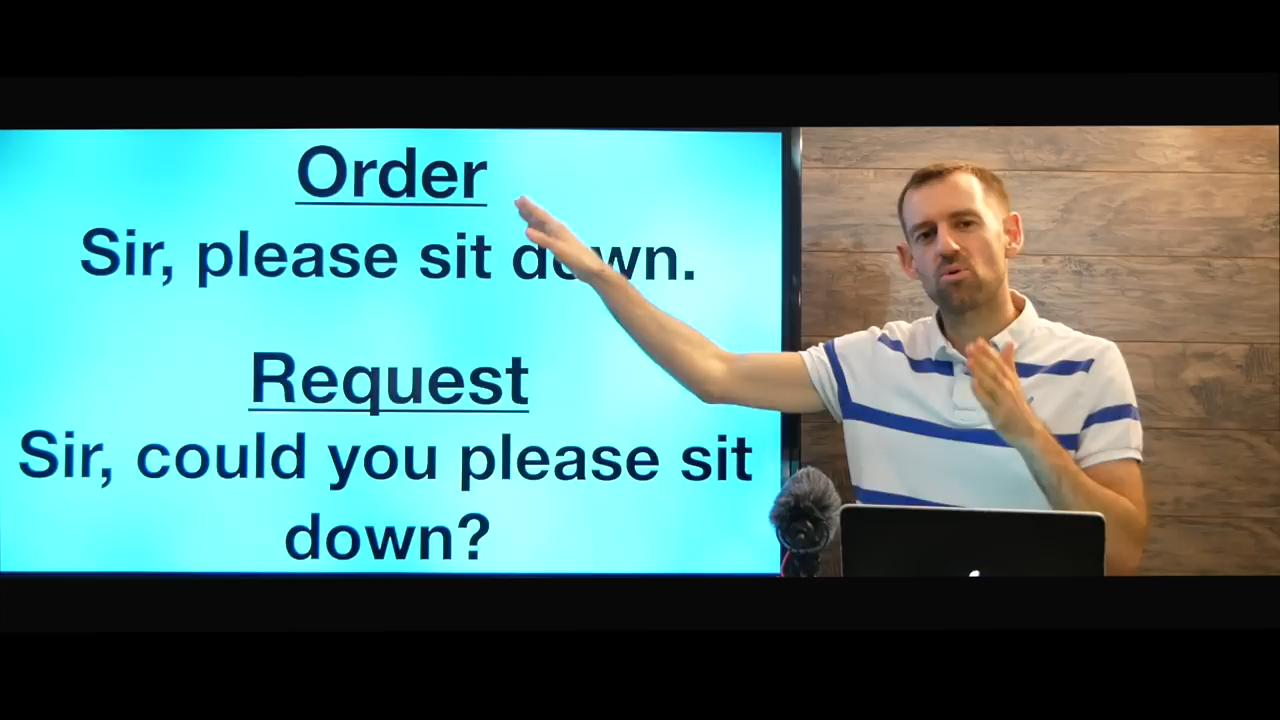 Order
Sir, please sit down.
Request
Sir, could you please sit
down?